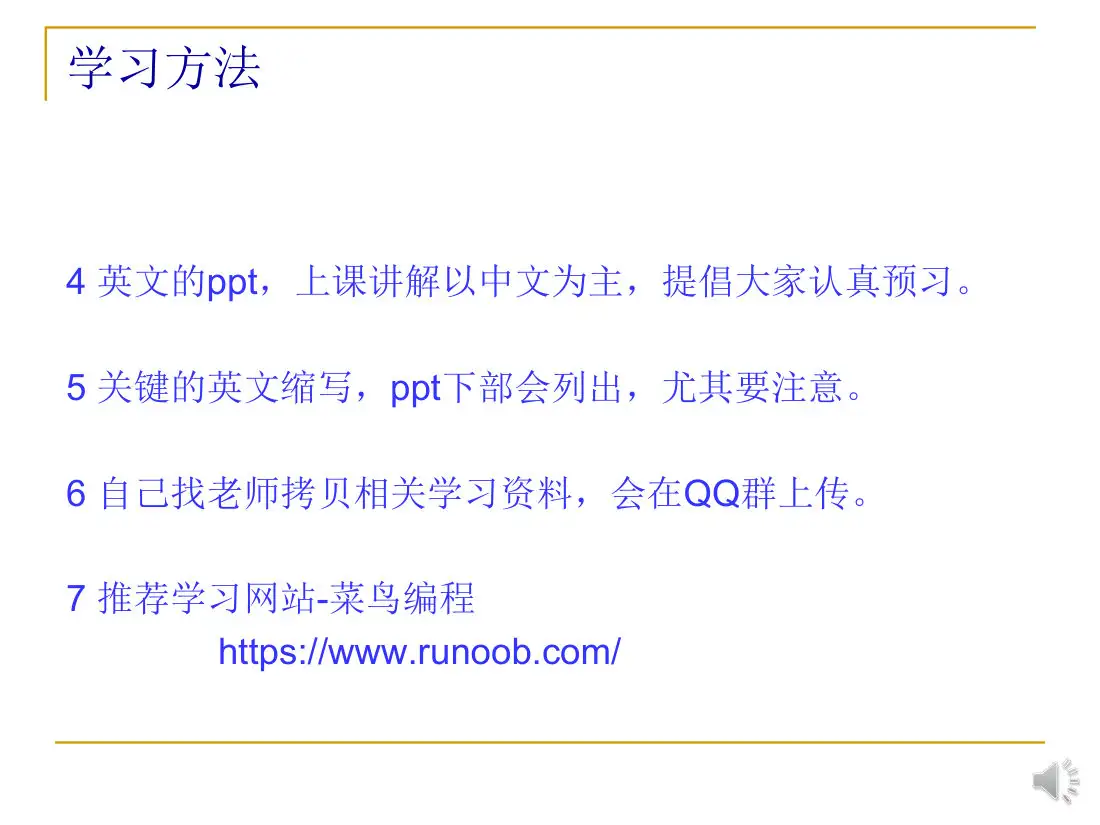 学习方法
4 英文的ppt，上课讲解以中文为主，提倡大家认真预习。
5 关键的英文缩写，ppt下部会列出，尤其要注意。
6 自己找老师拷贝相关学习资料，会在QQ群上传。
7 推荐学习网站-菜鸟编程
https://www.runoob.com/